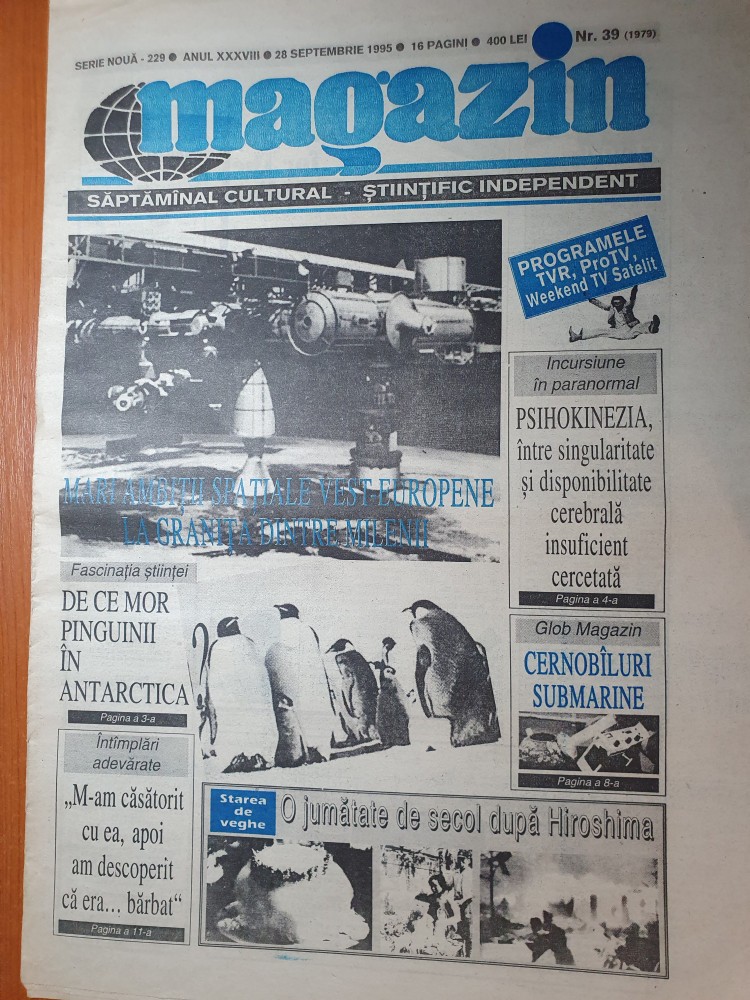 SERIE NOUĂ - 229 ● ANUL XXXVIII ● 28 SEPTEMBRIE 1995 ● 16 PAGINI ● 400 LEI Nr. 39 (1979)
magazin
SĂPTĂMÎNAL CULTURAL - ȘTIINȚIFIC INDEPENDENT
PROGRAMELE
TVR, ProTV,
Weekend TV Satelit
MARI AMBIȚII SPAȚIALE VEST-EUROPENE
LA GRANIȚA DINTRE MILENII
Incursiune
în paranormal
PSIHOKINEZIA,
între singularitate
și disponibilitate
cerebrală
insuficient
cercetată
Pagina a 4-a
Fascinația științei
DE CE MOR
PINGUINII
ÎN
ANTARCTICA
Pagina a 3-a
Glob Magazin
CERNOBÎLURI
SUBMARINE
Pagina a 8-a
Întîmplări
adevărate
„M-am căsătorit
cu ea, apoi
am descoperit
că era... bărbat“
Pagina a 11-a
Starea
de
veghe
O jumătate de secol după Hiroshima